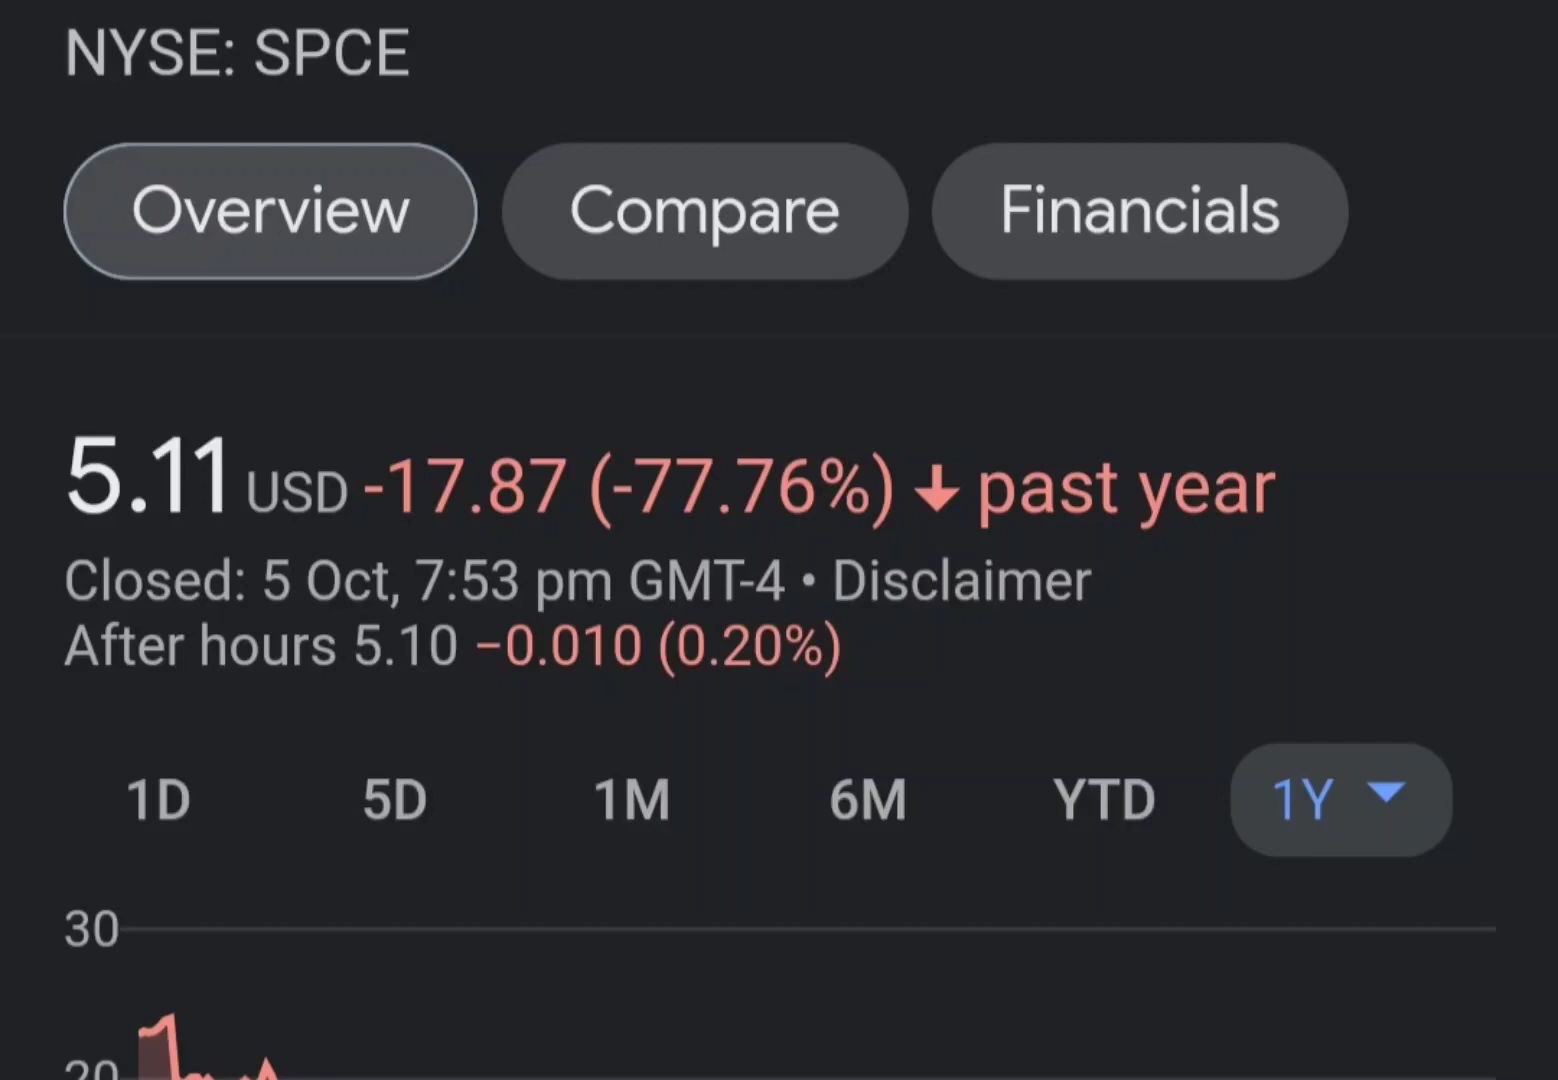 NYSE: SPCE
Overview Compare Financials
5.11 USD -17.87 (-77.76%) ↓ past year
Closed: 5 Oct, 7:53 pm GMT-4 • Disclaimer
After hours 5.10 −0.010 (0.20%)
1D 5D 1M 6M YTD 1Y
30
20